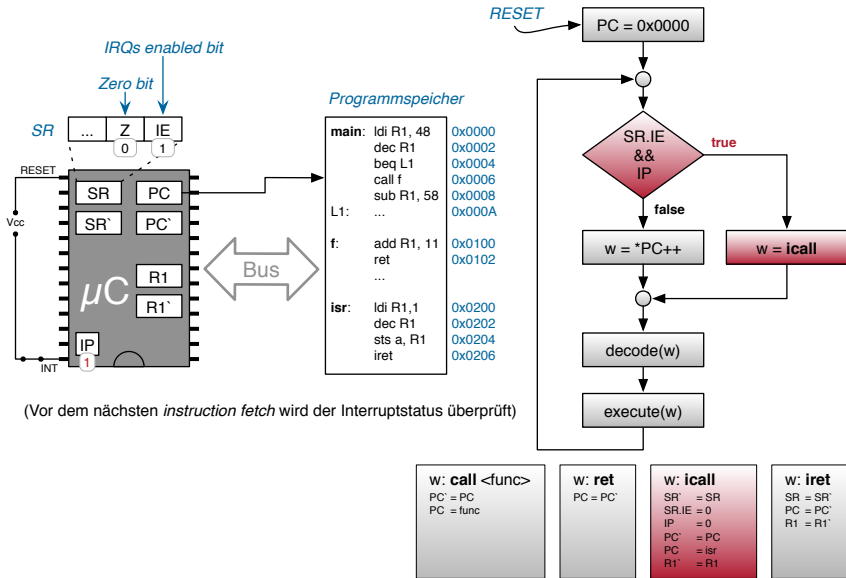 IRQs enabled bit
Zero bit
SR
... Z IE
0 1
RESET
Vcc
INT
SR PC
SR` PC`
R1
R1`
µC
IP
1
Bus
Programmspeicher
main: ldi R1, 48 0x0000
dec R1 0x0002
beq L1 0x0004
call f 0x0006
sub R1, 58 0x0008
L1: ... 0x000A
f: add R1, 11 0x0100
ret 0x0102
...
isr: ldi R1,1 0x0200
dec R1 0x0202
sts a, R1 0x0204
iret 0x0206
(Vor dem nächsten instruction fetch wird der Interruptstatus überprüft)
RESET
PC = 0x0000
SR.IE
&&
IP
true
false
w = *PC++
w = icall
decode(w)
execute(w)
w: call <func>
PC` = PC
PC = func
w: ret
PC = PC`
w: icall
SR` = SR
SR.IE = 0
IP = 0
PC` = PC
PC = isr
R1` = R1
w: iret
SR = SR`
PC = PC`
R1 = R1`